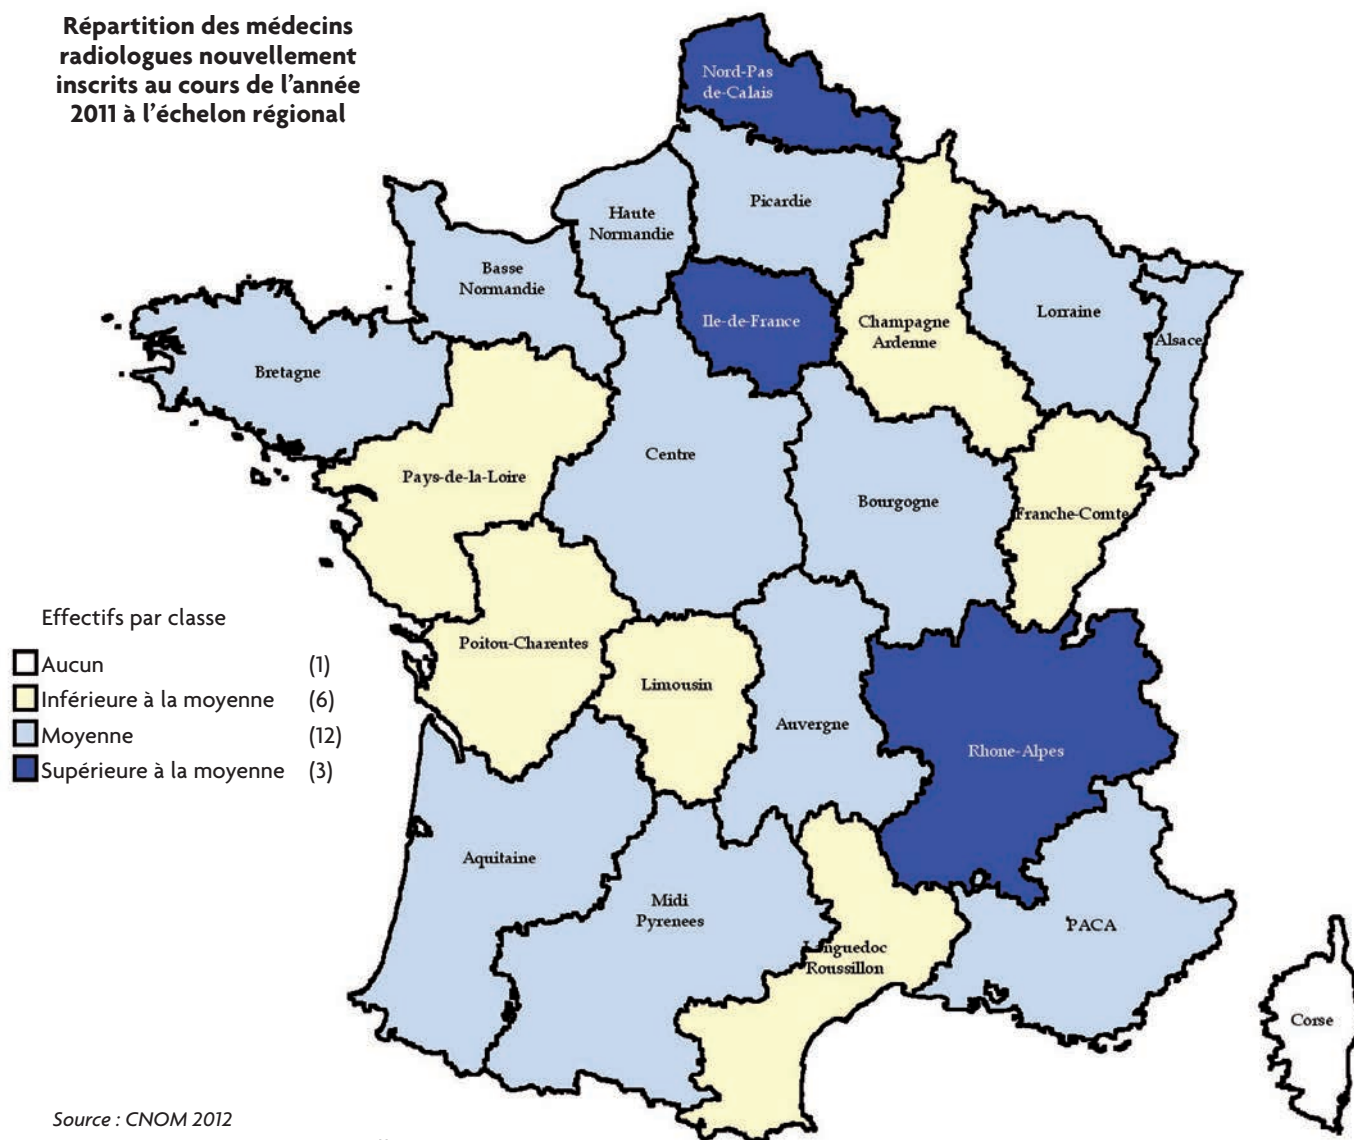 Répartition des médecins
radiologues nouvellement
inscrits au cours de l'année
2011 à l'échelon régional
Nord-Pas
de-Calais
Picardie
Haute
Normandie
Basse
Normandie
Ile-de-France
Champagne
Ardenne
Lorraine
Alsace
Bretagne
Centre
Pays-de-la-Loire
Bourgogne
Franche-Comte
Effectifs par classe
Aucun (1)
Inférieure à la moyenne (6)
Moyenne (12)
Supérieure à la moyenne (3)
Poitou-Charentes
Limousin
Auvergne
Rhone-Alpes
Aquitaine
Midi
Pyrenees
Languedoc
Roussillon
PACA
Corse
Source : CNOM 2012